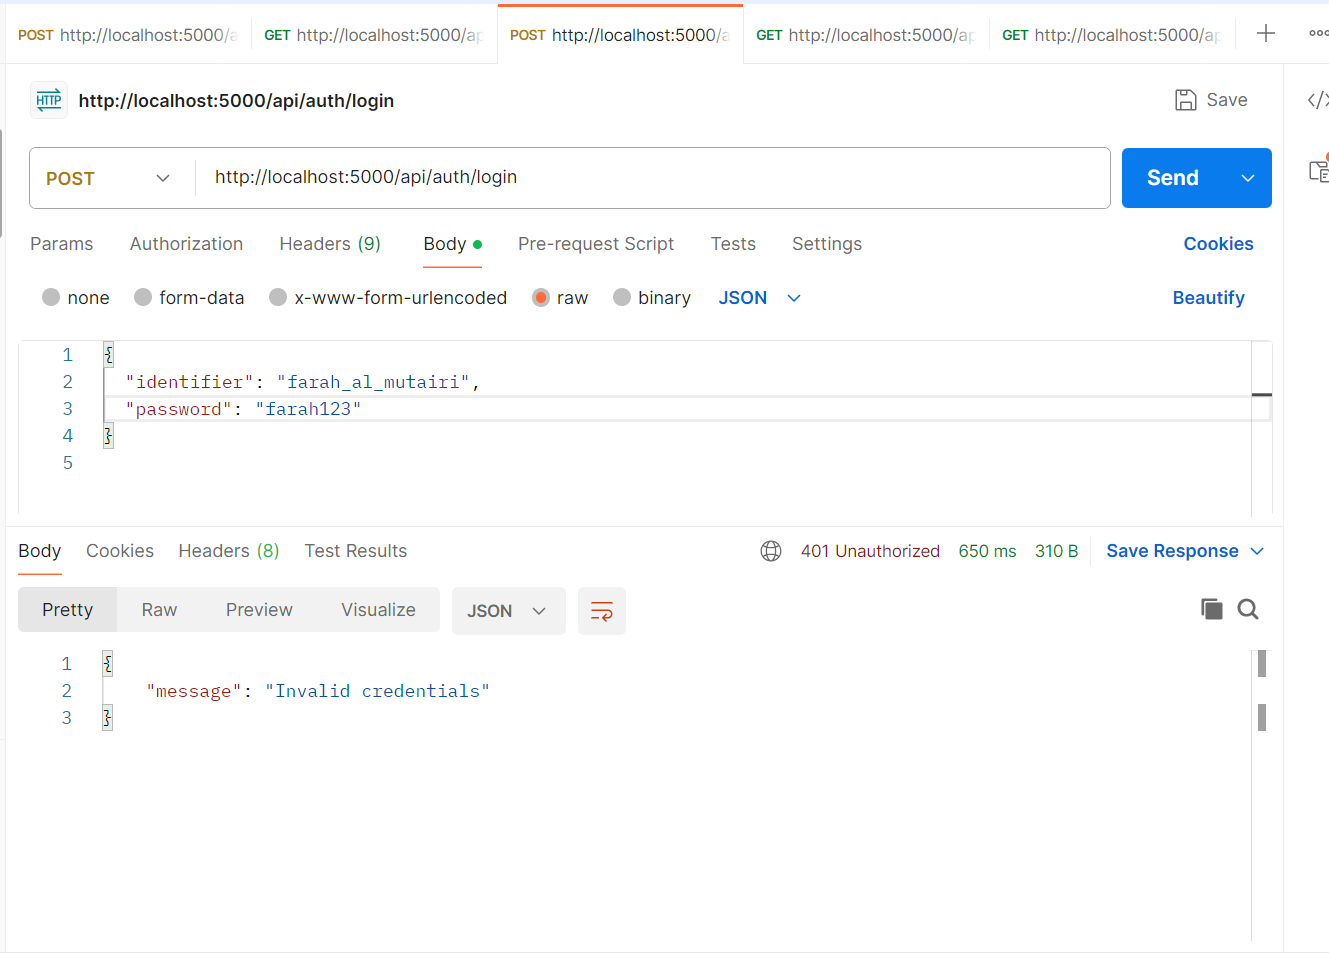 POST http://localhost:5000/a GET http://localhost:5000/ap POST http://localhost:5000/a GET http://localhost:5000/ap GET http://localhost:5000/ap
HTTP http://localhost:5000/api/auth/login Save
POST http://localhost:5000/api/auth/login Send
Params Authorization Headers (9) Body Pre-request Script Tests Settings Cookies
none form-data x-www-form-urlencoded raw binary JSON Beautify
1 {
2 "identifier": "farah_al_mutairi",
3 "password": "farah123"
4 }
5
Body Cookies Headers (8) Test Results 401 Unauthorized 650 ms 310 B Save Response
Pretty Raw Preview Visualize JSON
1 {
2 "message": "Invalid credentials"
3 }